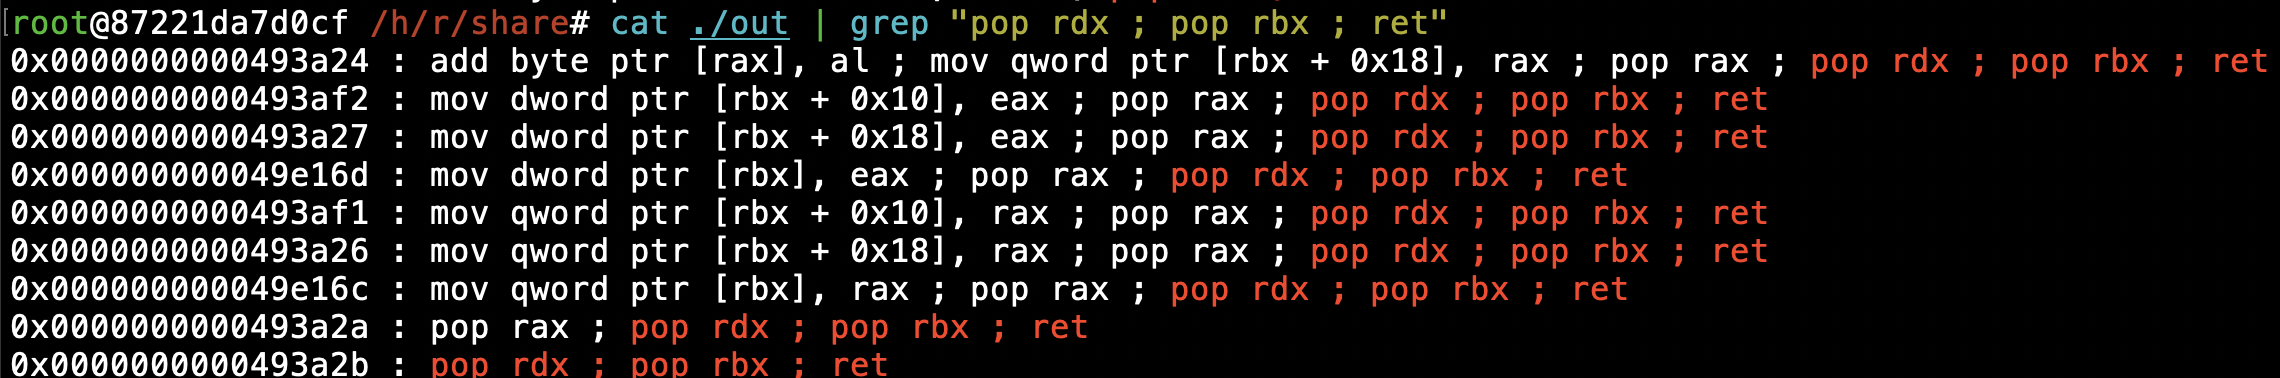 [root@87221da7d0cf /h/r/share# cat ./out | grep "pop rdx ; pop rbx ; ret"
0x0000000000493a24 : add byte ptr [rax], al ; mov qword ptr [rbx + 0x18], rax ; pop rax ; pop rdx ; pop rbx ; ret
0x0000000000493af2 : mov dword ptr [rbx + 0x10], eax ; pop rax ; pop rdx ; pop rbx ; ret
0x0000000000493a27 : mov dword ptr [rbx + 0x18], eax ; pop rax ; pop rdx ; pop rbx ; ret
0x000000000049e16d : mov dword ptr [rbx], eax ; pop rax ; pop rdx ; pop rbx ; ret
0x0000000000493af1 : mov qword ptr [rbx + 0x10], rax ; pop rax ; pop rdx ; pop rbx ; ret
0x0000000000493a26 : mov qword ptr [rbx + 0x18], rax ; pop rax ; pop rdx ; pop rbx ; ret
0x000000000049e16c : mov qword ptr [rbx], rax ; pop rax ; pop rdx ; pop rbx ; ret
0x0000000000493a2a : pop rax ; pop rdx ; pop rbx ; ret
0x0000000000493a2b : pop rdx ; pop rbx ; ret